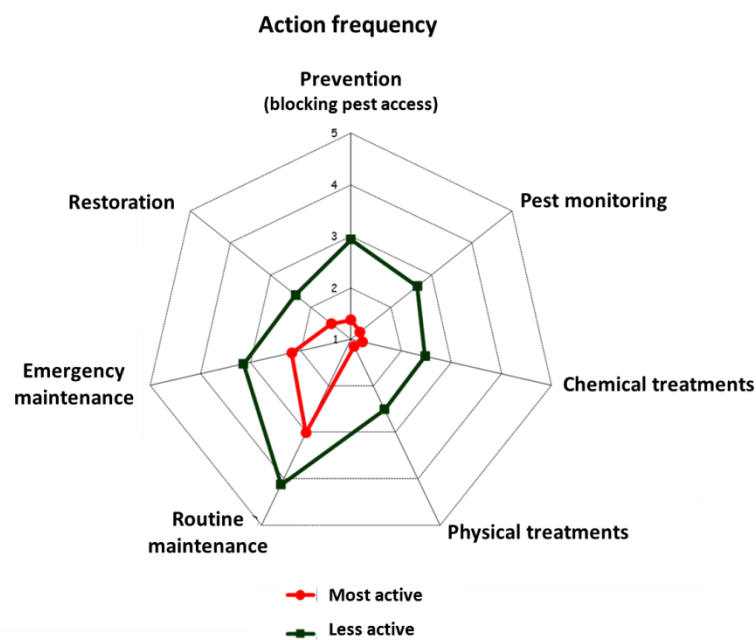 Action frequency
Prevention
(blocking pest access)
5
Restoration
Pest monitoring
4
3
2
1
Emergency
maintenance
Chemical treatments
Routine
maintenance
Physical treatments
Most active
Less active